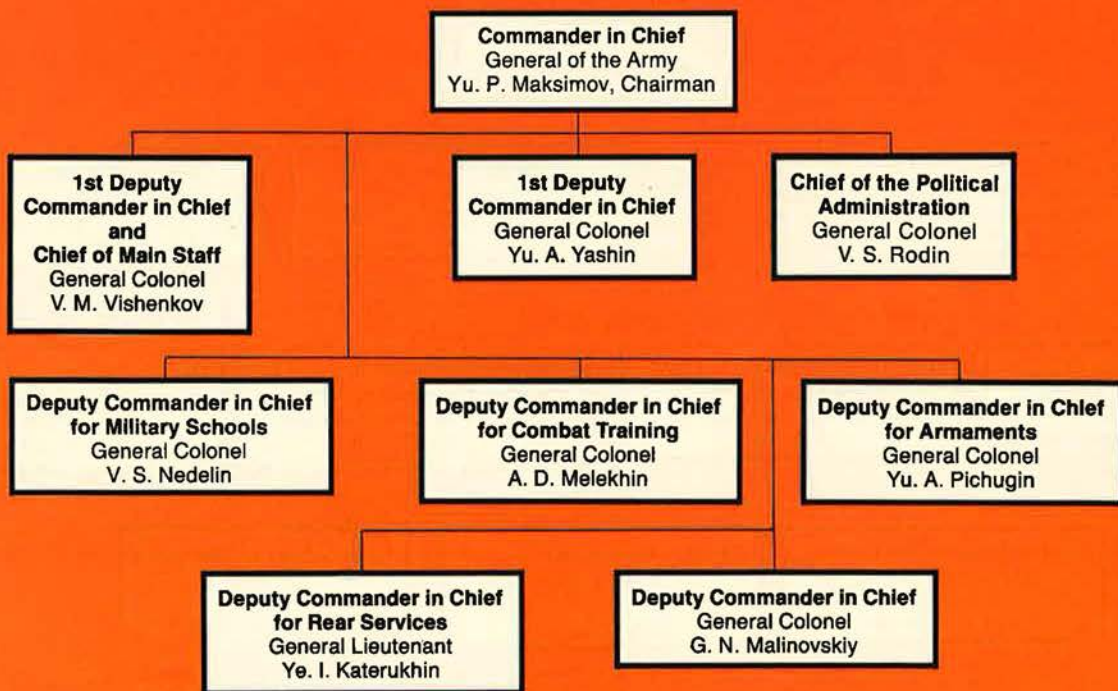 Commander in Chief
General of the Army
Yu. P. Maksimov, Chairman
1st Deputy
Commander in Chief
and
Chief of Main Staff
General Colonel
V. M. Vishenkov
1st Deputy
Commander in Chief
General Colonel
Yu. A. Yashin
Chief of the Political
Administration
General Colonel
V. S. Rodin
Deputy Commander in Chief
for Military Schools
General Colonel
V. S. Nedelin
Deputy Commander in Chief
for Combat Training
General Colonel
A. D. Melekhin
Deputy Commander in Chief
for Armaments
General Colonel
Yu. A. Pichugin
Deputy Commander in Chief
for Rear Services
General Lieutenant
Ye. I. Katerukhin
Deputy Commander in Chief
General Colonel
G. N. Malinovskiy